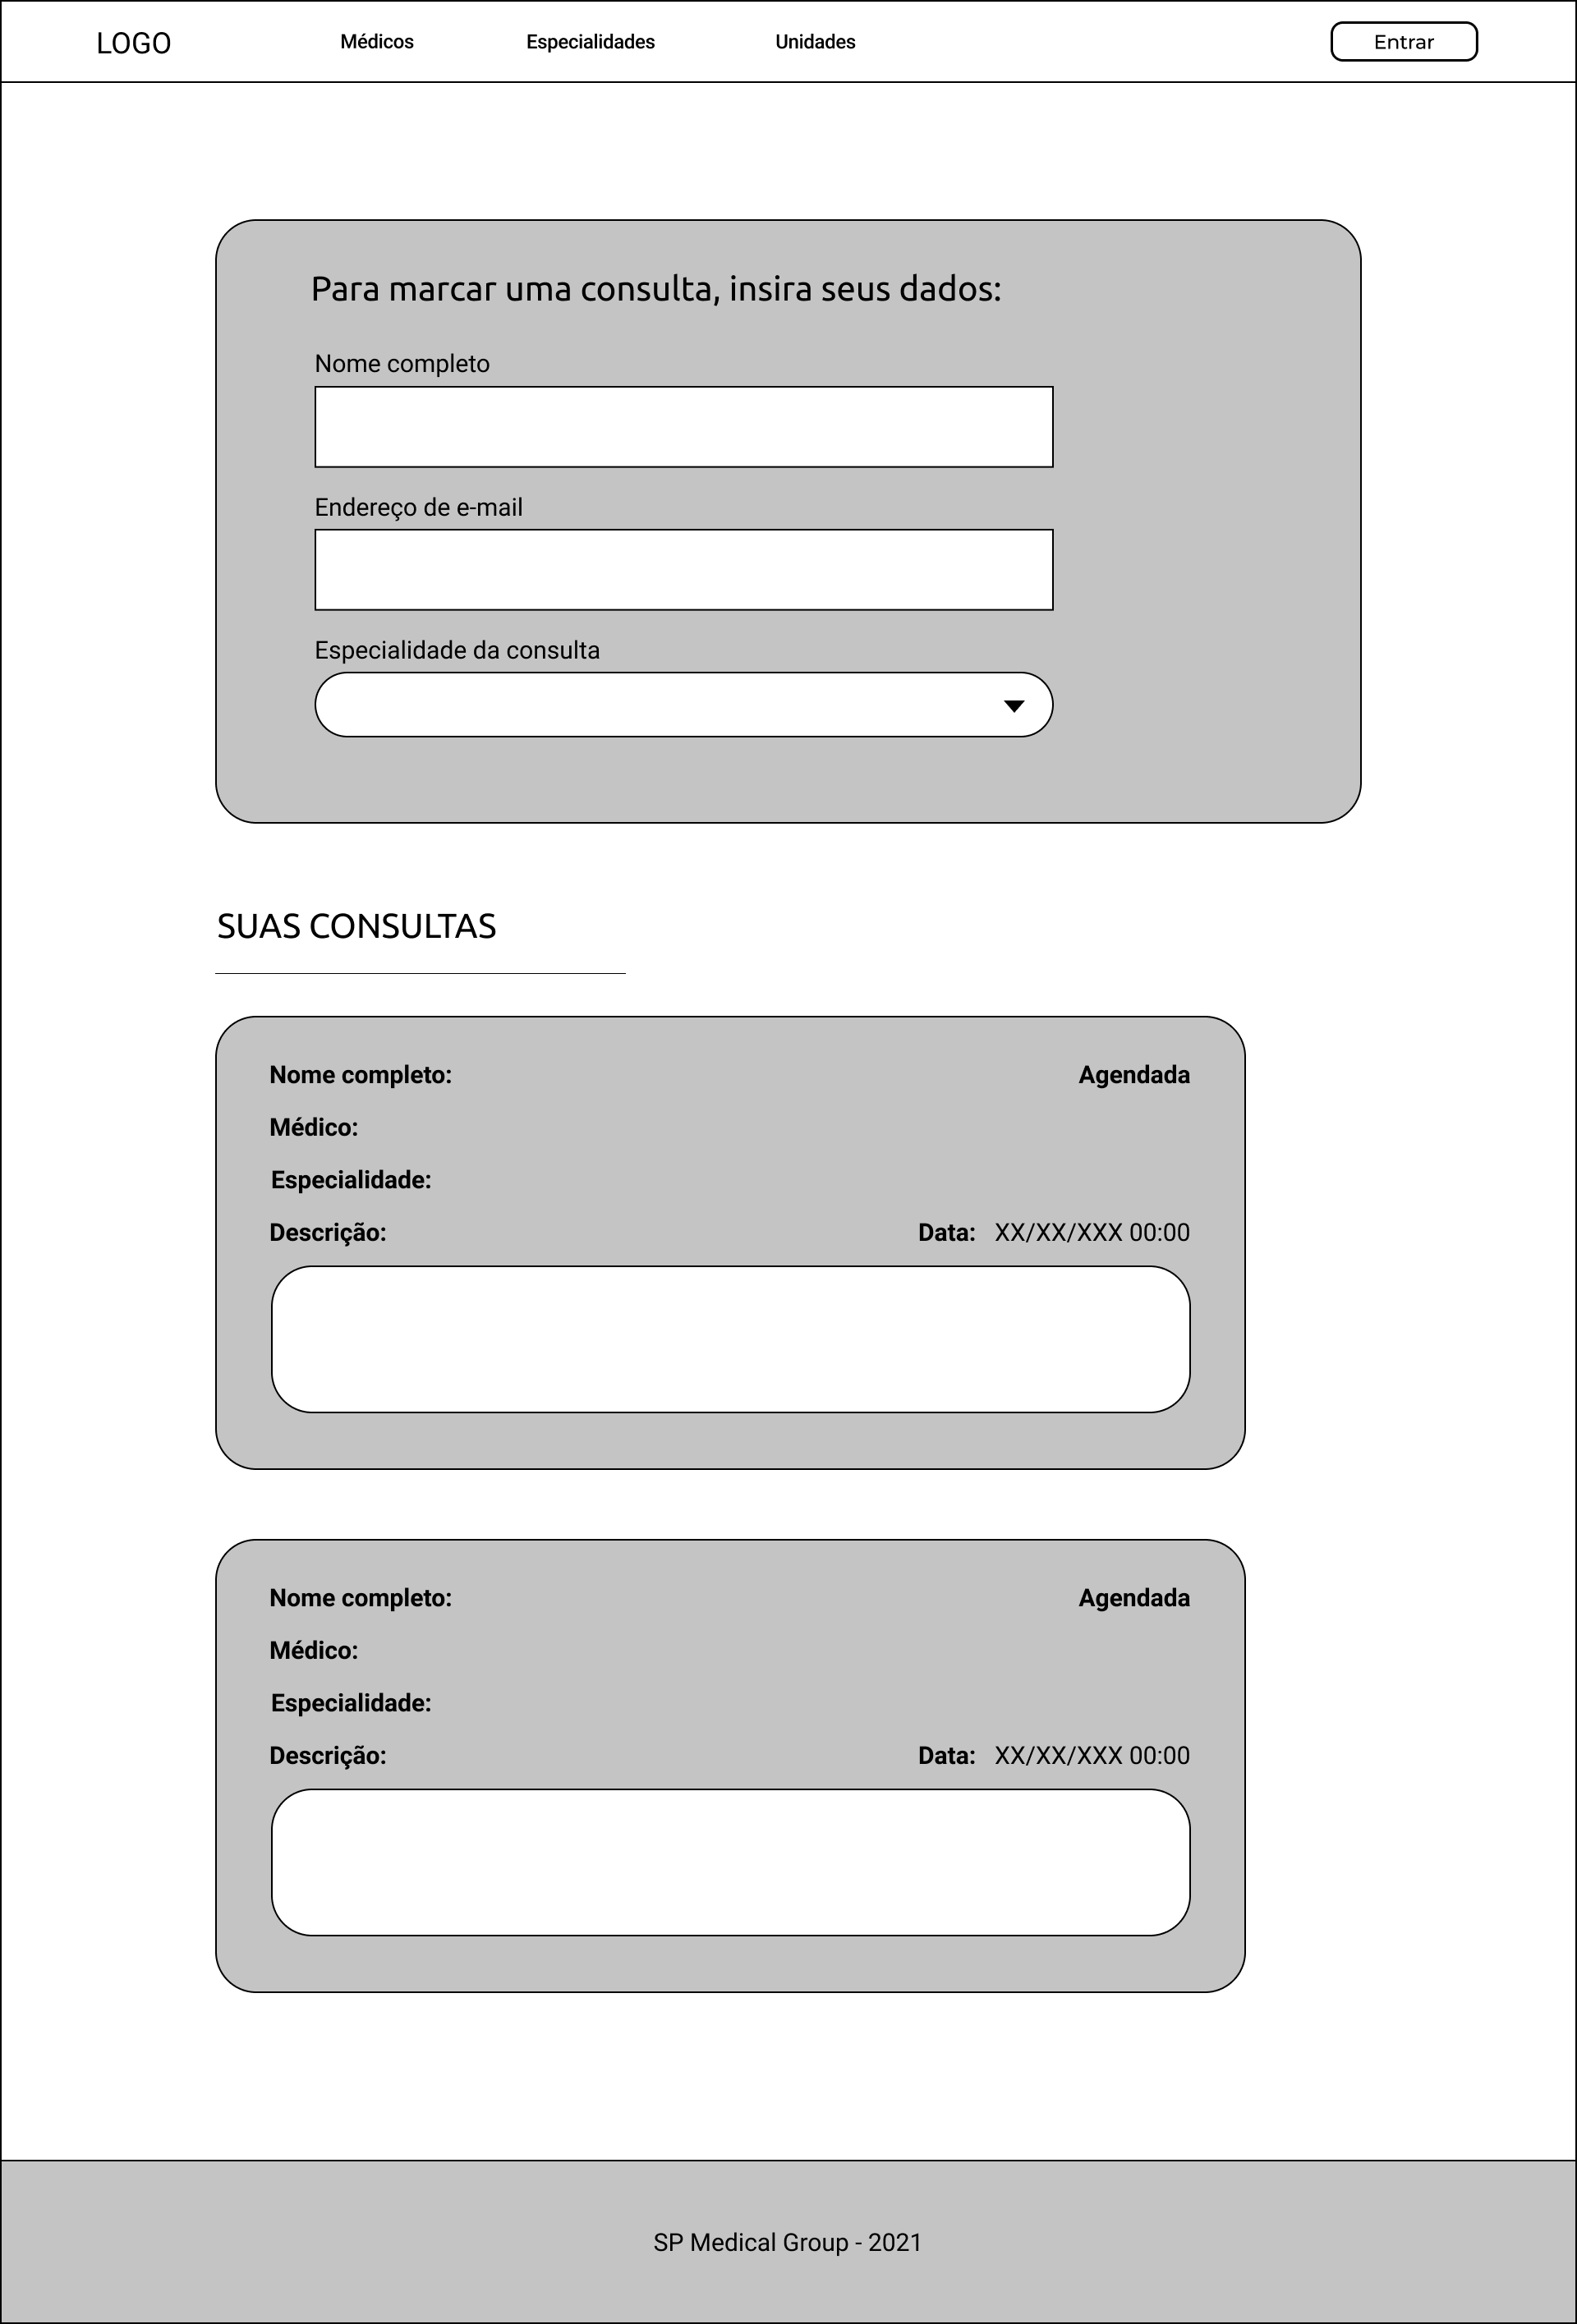 LOGO Médicos Especialidades Unidades Entrar
Para marcar uma consulta, insira seus dados:
Nome completo
Endereço de e-mail
Especialidade da consulta
SUAS CONSULTAS
Nome completo: Agendada
Médico:
Especialidade:
Descrição: Data: XX/XX/XXX 00:00
Nome completo: Agendada
Médico:
Especialidade:
Descrição: Data: XX/XX/XXX 00:00
SP Medical Group - 2021